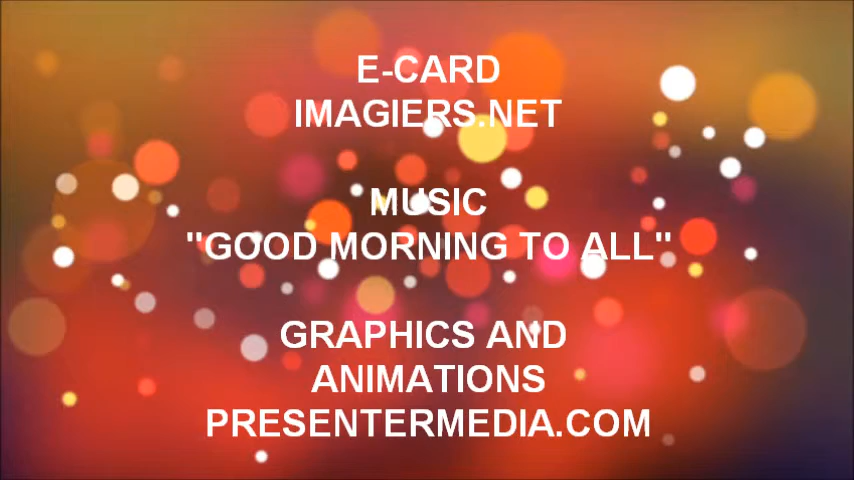 E-CARD
IMAGIERS.NET
MUSIC
"GOOD MORNING TO ALL"
GRAPHICS AND
ANIMATIONS
PRESENTERMEDIA.COM